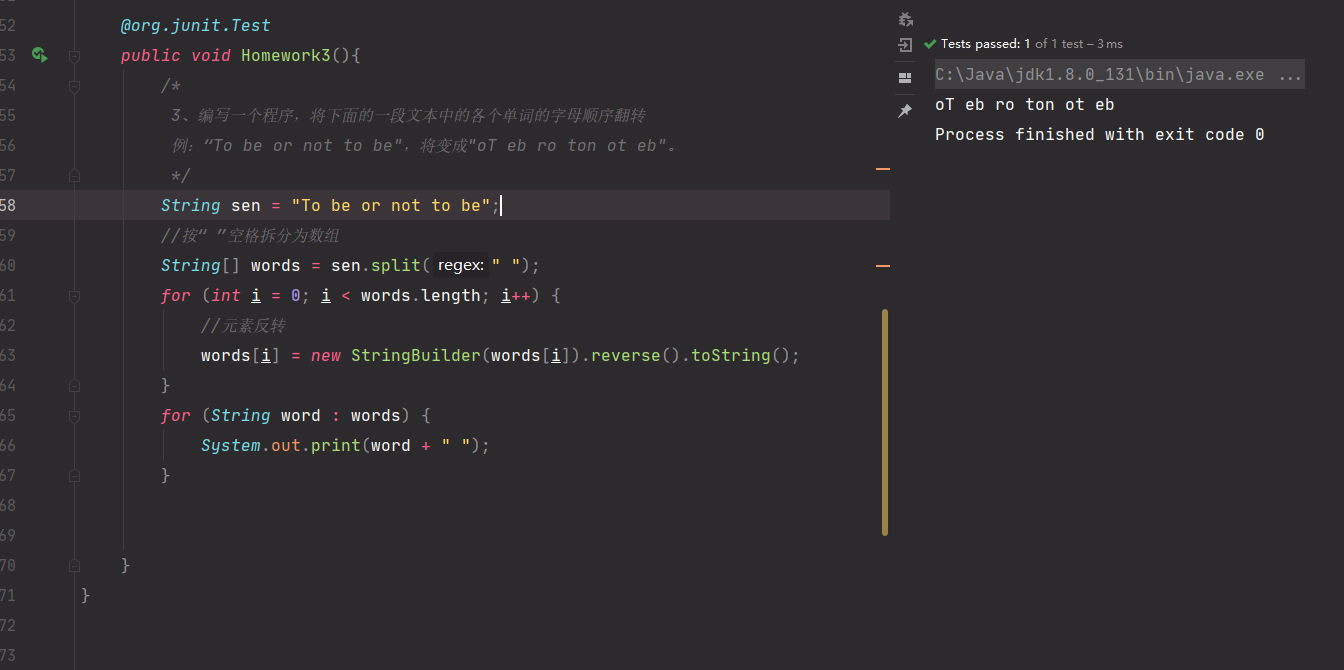 52 @org.junit.Test
53 public void Homework3(){
54 /*
55 3、编写一个程序，将下面的一段文本中的各个单词的字母顺序翻转
56 例：“To be or not to be"，将变成"oT eb ro ton ot eb"。
57 */
58 String sen = "To be or not to be";
59 //按“ ”空格拆分为数组
60 String[] words = sen.split( regex: " ");
61 for (int i = 0; i < words.length; i++) {
62 //元素反转
63 words[i] = new StringBuilder(words[i]).reverse().toString();
64 }
65 for (String word : words) {
66 System.out.print(word + " ");
67 }
68
69
70 }
71 }
72
73
Tests passed: 1 of 1 test – 3 ms
C:\Java\jdk1.8.0_131\bin\java.exe ...
oT eb ro ton ot eb
Process finished with exit code 0